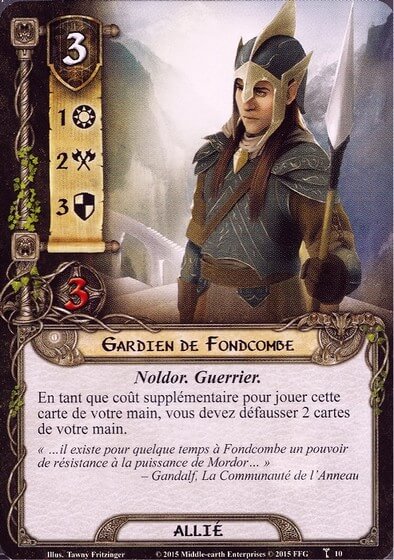 3
1
2
3
3
Gardien de Fondcombe
Noldor. Guerrier.
En tant que coût supplémentaire pour jouer cette
carte de votre main, vous devez défausser 2 cartes
de votre main.
« …il existe pour quelque temps à Fondcombe un pouvoir
de résistance à la puissance de Mordor… »
– Gandalf, La Communauté de l'Anneau
Allié
Illus. Tawny Fritzinger © 2015 Middle-earth Enterprises © 2015 FFG 10